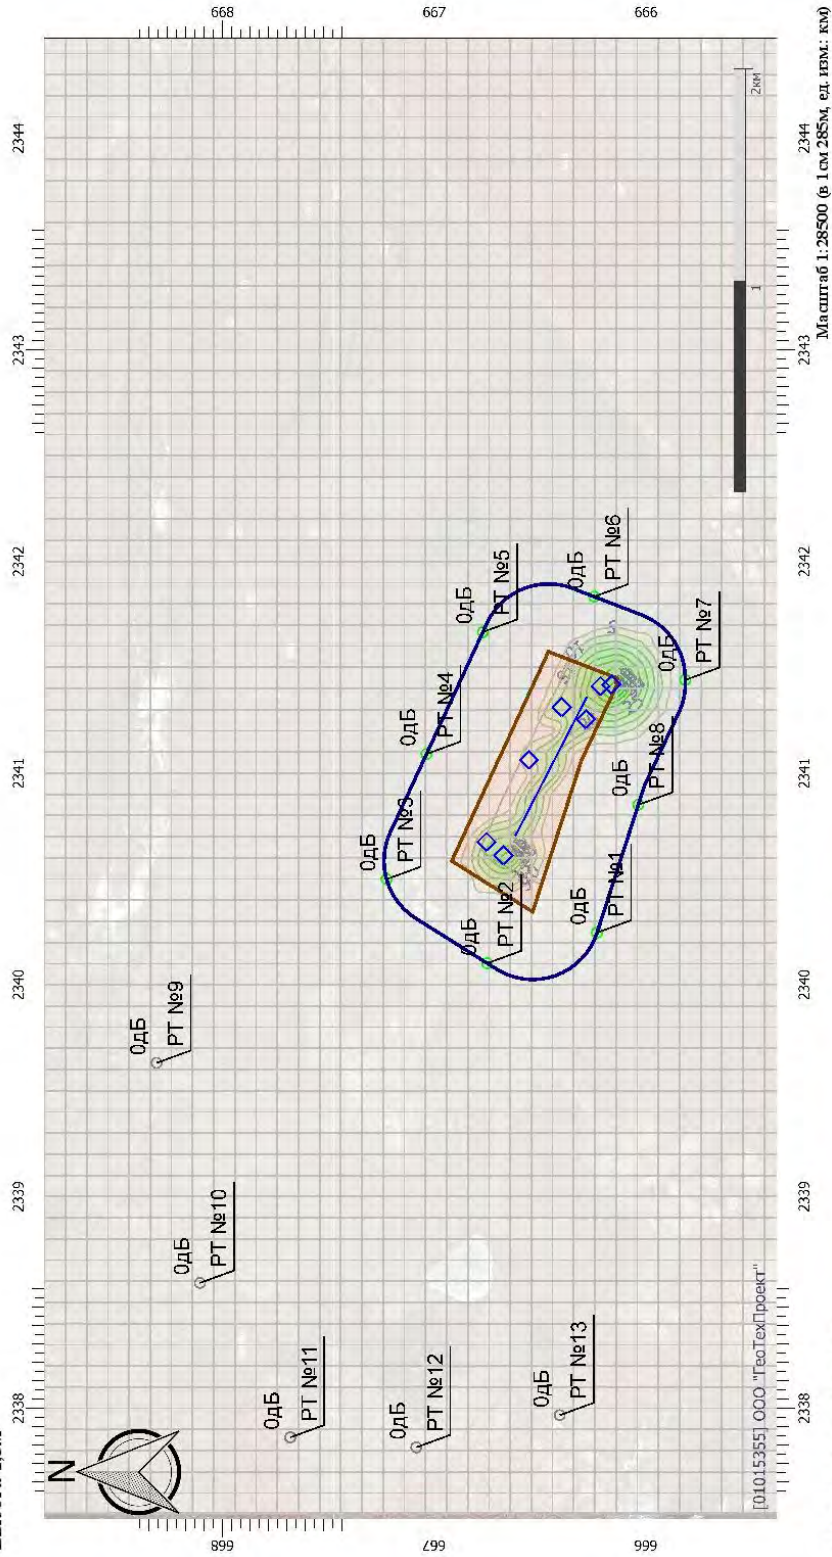 2338 2339 2340 2341 2342 2343 2344
668
667
666
N
0дБ
РТ №9
0дБ
РТ №10
0дБ
РТ №11
0дБ
РТ №12
0дБ
РТ №13
0дБ
РТ №3
0дБ
РТ №4
0дБ
РТ №5
0дБ
РТ №2
0дБ
РТ №6
0дБ
РТ №1
0дБ
РТ №8
0дБ
РТ №7
1
2км
[01015355] ООО "ГеоТехПроект"
668
667
666
2338 2339 2340 2341 2342 2343 2344
Масштаб 1:28500 (в 1см 285м, ед. изм.: км)